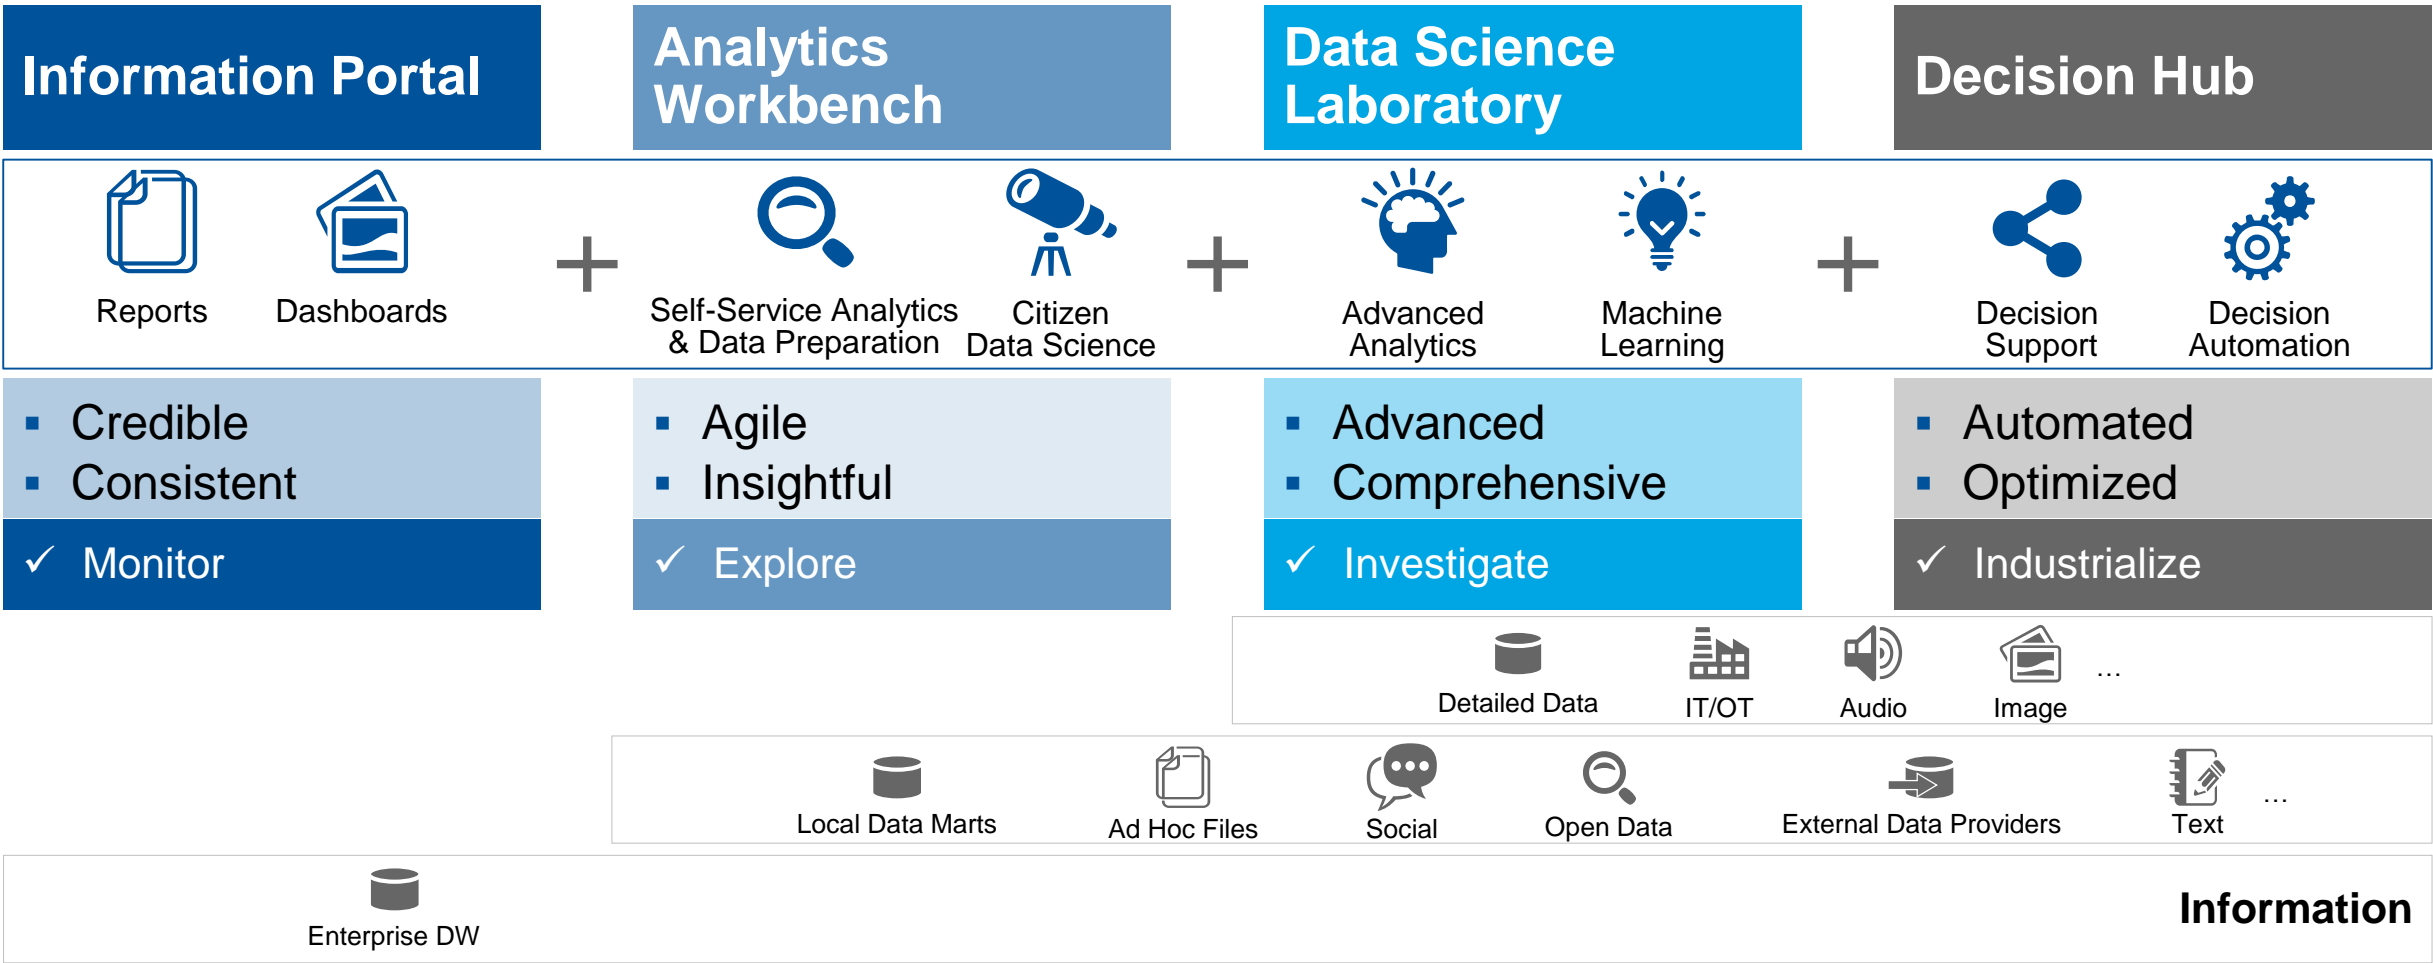 Information Portal
Analytics
Workbench
Data Science
Laboratory
Decision Hub
Reports
Dashboards
Self-Service Analytics
& Data Preparation
Citizen
Data Science
Advanced
Analytics
Machine
Learning
Decision
Support
Decision
Automation
Credible
Consistent
Monitor
Agile
Insightful
Explore
Advanced
Comprehensive
Investigate
Automated
Optimized
Industrialize
Detailed Data
IT/OT
Audio
Image
...
Local Data Marts
Ad Hoc Files
Social
Open Data
External Data Providers
Text
...
Enterprise DW
Information